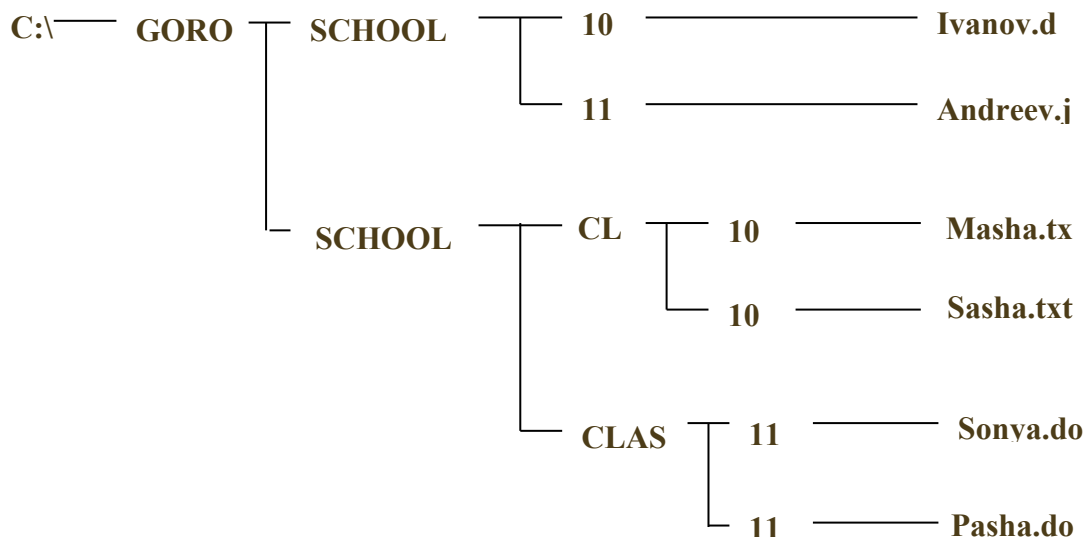 C:\ GORO SCHOOL 10 Ivanov.d
11 Andreev.j
SCHOOL CL 10 Masha.tx
10 Sasha.txt
CLAS 11 Sonya.do
11 Pasha.do